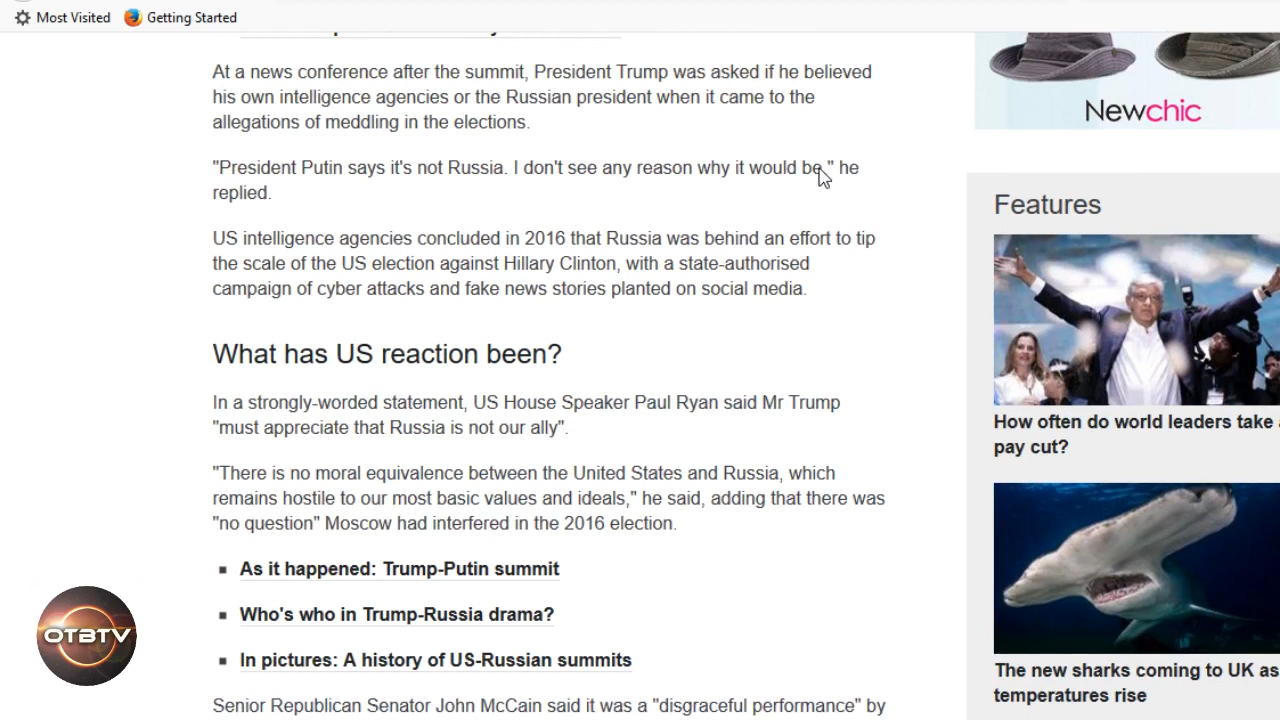 Most Visited
Getting Started
At a news conference after the summit, President Trump was asked if he believed
his own intelligence agencies or the Russian president when it came to the
allegations of meddling in the elections.
"President Putin says it's not Russia. I don't see any reason why it would be," he
replied.
US intelligence agencies concluded in 2016 that Russia was behind an effort to tip
the scale of the US election against Hillary Clinton, with a state-authorised
campaign of cyber attacks and fake news stories planted on social media.
What has US reaction been?
In a strongly-worded statement, US House Speaker Paul Ryan said Mr Trump
"must appreciate that Russia is not our ally".
"There is no moral equivalence between the United States and Russia, which
remains hostile to our most basic values and ideals," he said, adding that there was
"no question" Moscow had interfered in the 2016 election.
As it happened: Trump-Putin summit
Who's who in Trump-Russia drama?
In pictures: A history of US-Russian summits
Senior Republican Senator John McCain said it was a "disgraceful performance" by
Newchic
Features
How often do world leaders take
pay cut?
The new sharks coming to UK as
temperatures rise
OTBTV